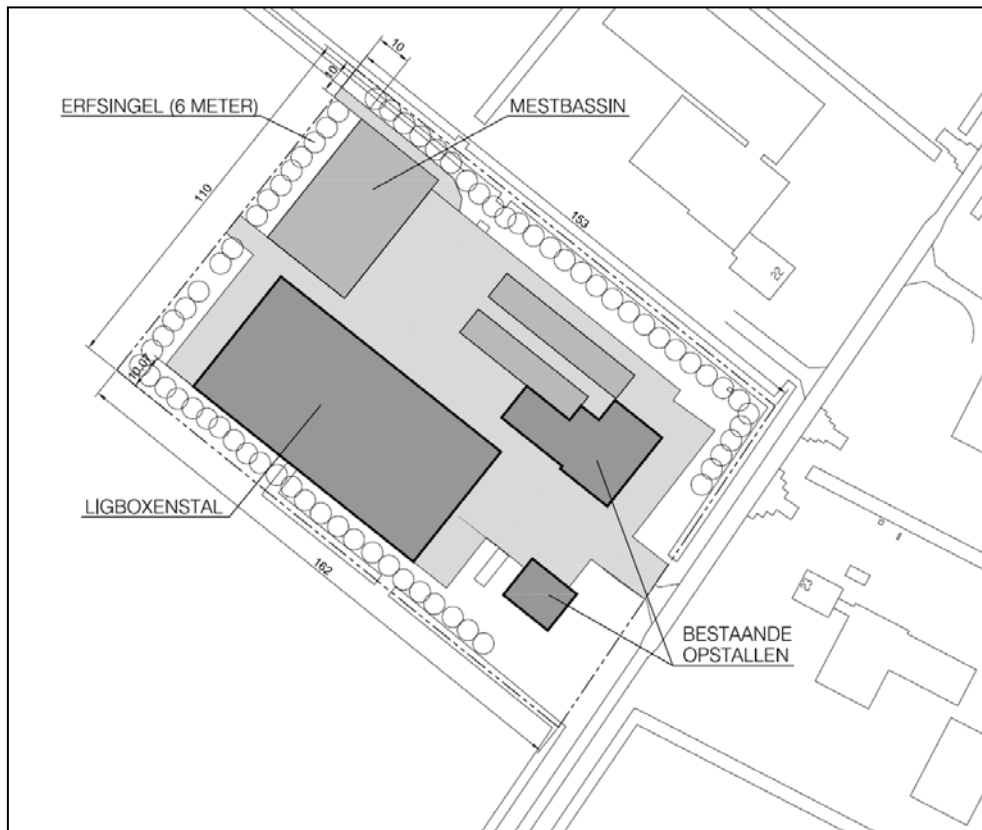 10
10
ERFSINGEL (6 METER)
MESTBASSIN
110
153
22
10.07
LIGBOXENSTAL
162
23
BESTAANDE
OPSTALLEN